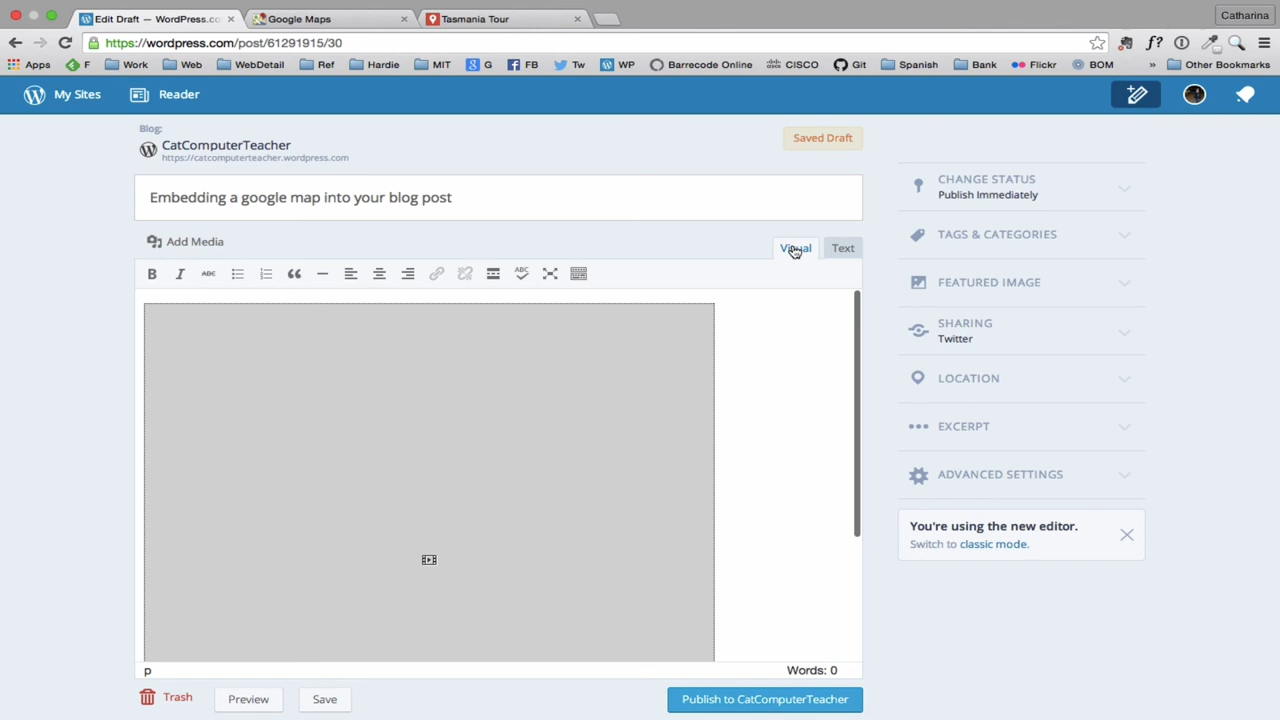 Edit Draft — WordPress.co
Google Maps
Tasmania Tour
Catharina
https://wordpress.com/post/61291915/30
f?
Apps
F
Work
Web
WebDetail
Ref
Hardie
MIT
G
FB
Tw
WP
Barrecode Online
CISCO
Git
Spanish
Bank
Flickr
BOM
»
Other Bookmarks
My Sites
Reader
Blog:
CatComputerTeacher
https://catcomputerteacher.wordpress.com
Saved Draft
Embedding a google map into your blog post
Add Media
Visual
Text
B
I
ABC
ABC
p
Words: 0
Trash
Preview
Save
Publish to CatComputerTeacher
CHANGE STATUS
Publish Immediately
TAGS & CATEGORIES
FEATURED IMAGE
SHARING
Twitter
LOCATION
EXCERPT
ADVANCED SETTINGS
You're using the new editor.
Switch to classic mode.